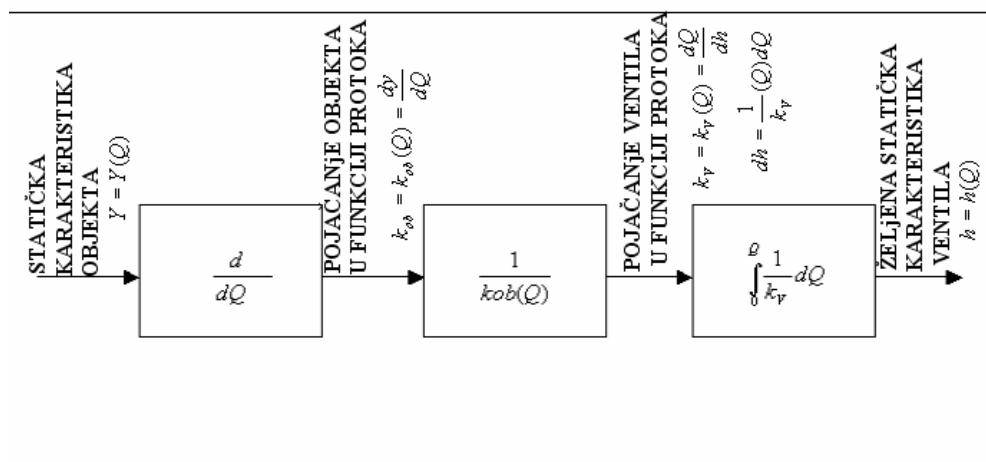 STATIČKA
KARAKTERISTIKA
OBJEKTA
Y = Y(Q)
d
dQ
POJAČANjE OBJEKTA
U FUNKCIJI PROTOKA
k_ob = k_ob(Q) = dy/dQ
1
kob(Q)
POJAČANjE VENTILA
U FUNKCIJI PROTOKA
k_V = k_V(Q) = dQ/dh
dh = 1/k_V (Q)dQ
∫ 0 Q 1/k_V dQ
ŽELjENA STATIČKA
KARAKTERISTIKA
VENTILA
h = h(Q)